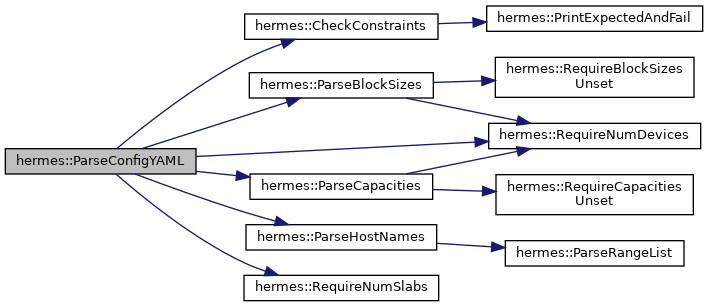 hermes::ParseConfigYAML
hermes::CheckConstraints
hermes::ParseBlockSizes
hermes::ParseCapacities
hermes::ParseHostNames
hermes::RequireNumSlabs
hermes::PrintExpectedAndFail
hermes::RequireBlockSizes
Unset
hermes::RequireNumDevices
hermes::RequireCapacities
Unset
hermes::ParseRangeList